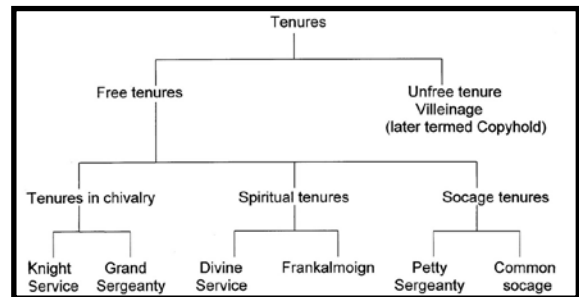 Tenures
Free tenures
Unfree tenure
Villeinage
(later termed Copyhold)
Tenures in chivalry
Spiritual tenures
Socage tenures
Knight
Service
Grand
Sergeanty
Divine
Service
Frankalmoign
Petty
Sergeanty
Common
socage